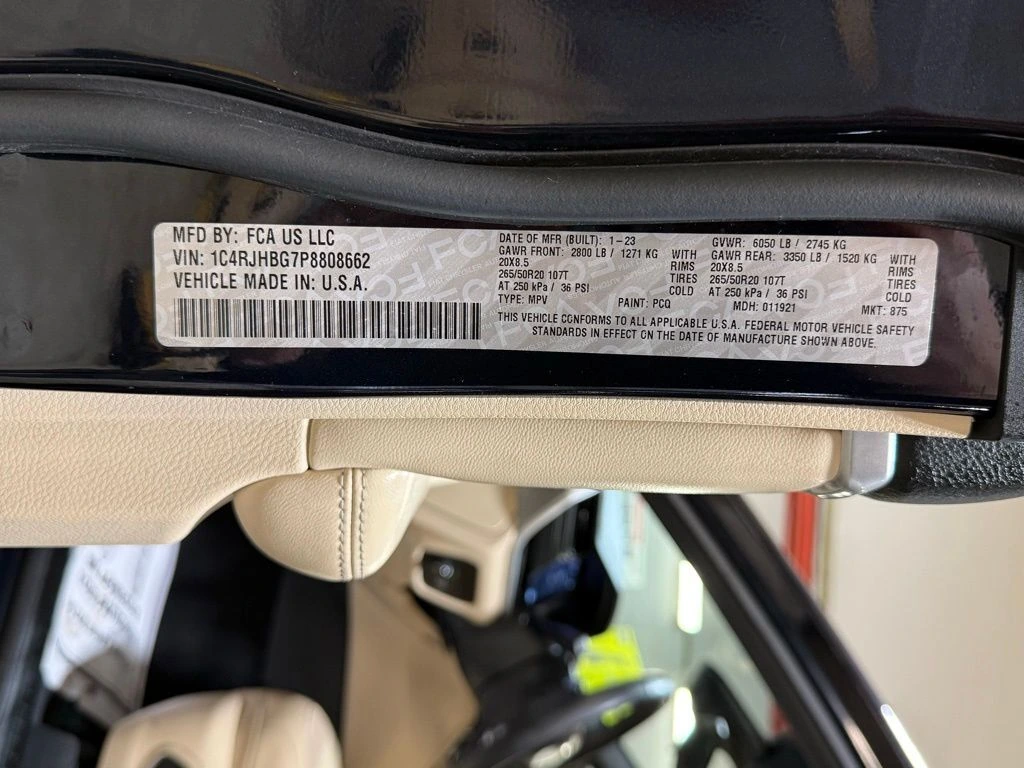 MFD BY: FCA US LLC
VIN: 1C4RJHBG7P8808662
VEHICLE MADE IN: U.S.A.
DATE OF MFR (BUILT): 1-23
GAWR FRONT: 2800 LB / 1271 KG WITH
20X8.5 RIMS
265/50R20 107T TIRES
AT 250 kPa / 36 PSI COLD
TYPE: MPV PAINT: PCQ
GVWR: 6050 LB / 2745 KG
GAWR REAR: 3350 LB / 1520 KG WITH
20X8.5 RIMS
265/50R20 107T TIRES
AT 250 kPa / 36 PSI COLD
MDH: 011921 MKT: 875
THIS VEHICLE CONFORMS TO ALL APPLICABLE U.S.A. FEDERAL MOTOR VEHICLE SAFETY
STANDARDS IN EFFECT ON THE DATE OF MANUFACTURE SHOWN ABOVE.